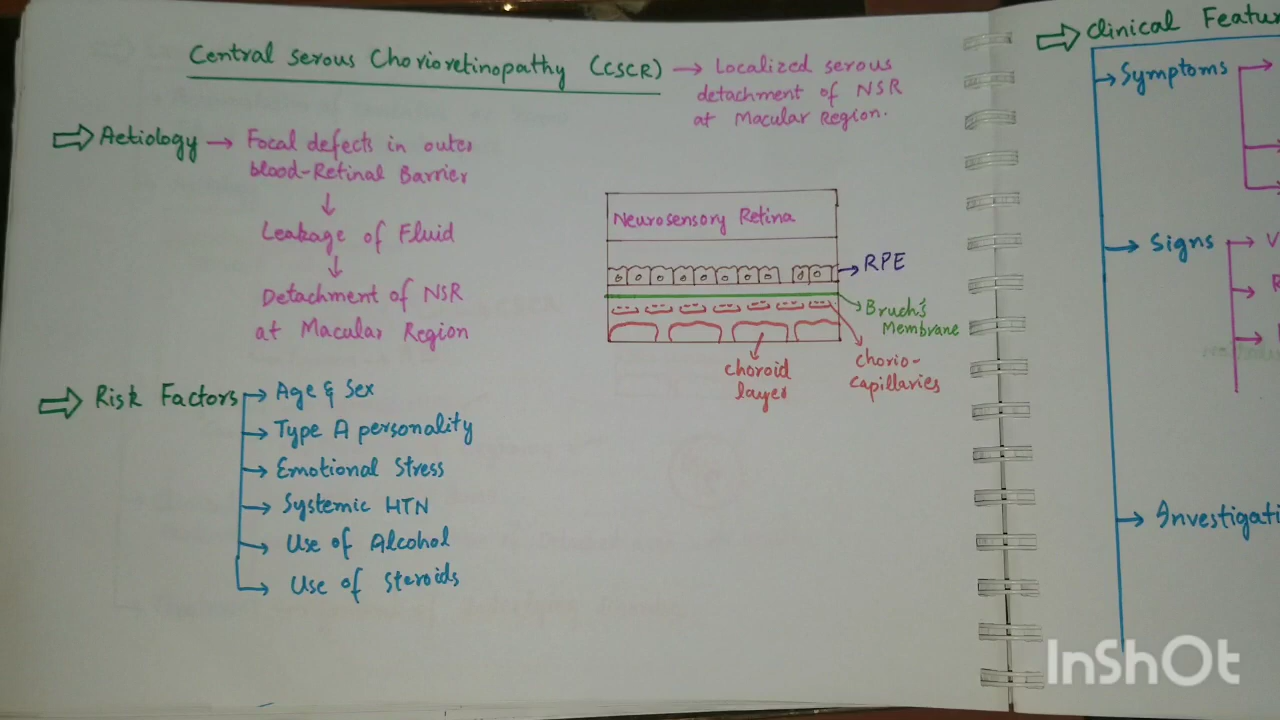 Central Serous Chorioretinopathy (CSCR) → Localized serous
detachment of NSR
at Macular Region.
⇒ Aetiology → Focal defects in outer
blood-Retinal Barrier
↓
Leakage of Fluid
↓
Detachment of NSR
at Macular Region
Neurosensory Retina
→ RPE
Bruch's
Membrane
choroid
layer
chorio-
capillaries
⇒ Risk Factors → Age & Sex
→ Type A personality
→ Emotional Stress
→ Systemic HTN
→ Use of Alcohol
→ Use of Steroids
⇒ Clinical Featur
→ Symptoms
→ Signs
→ Investigati
InShOt